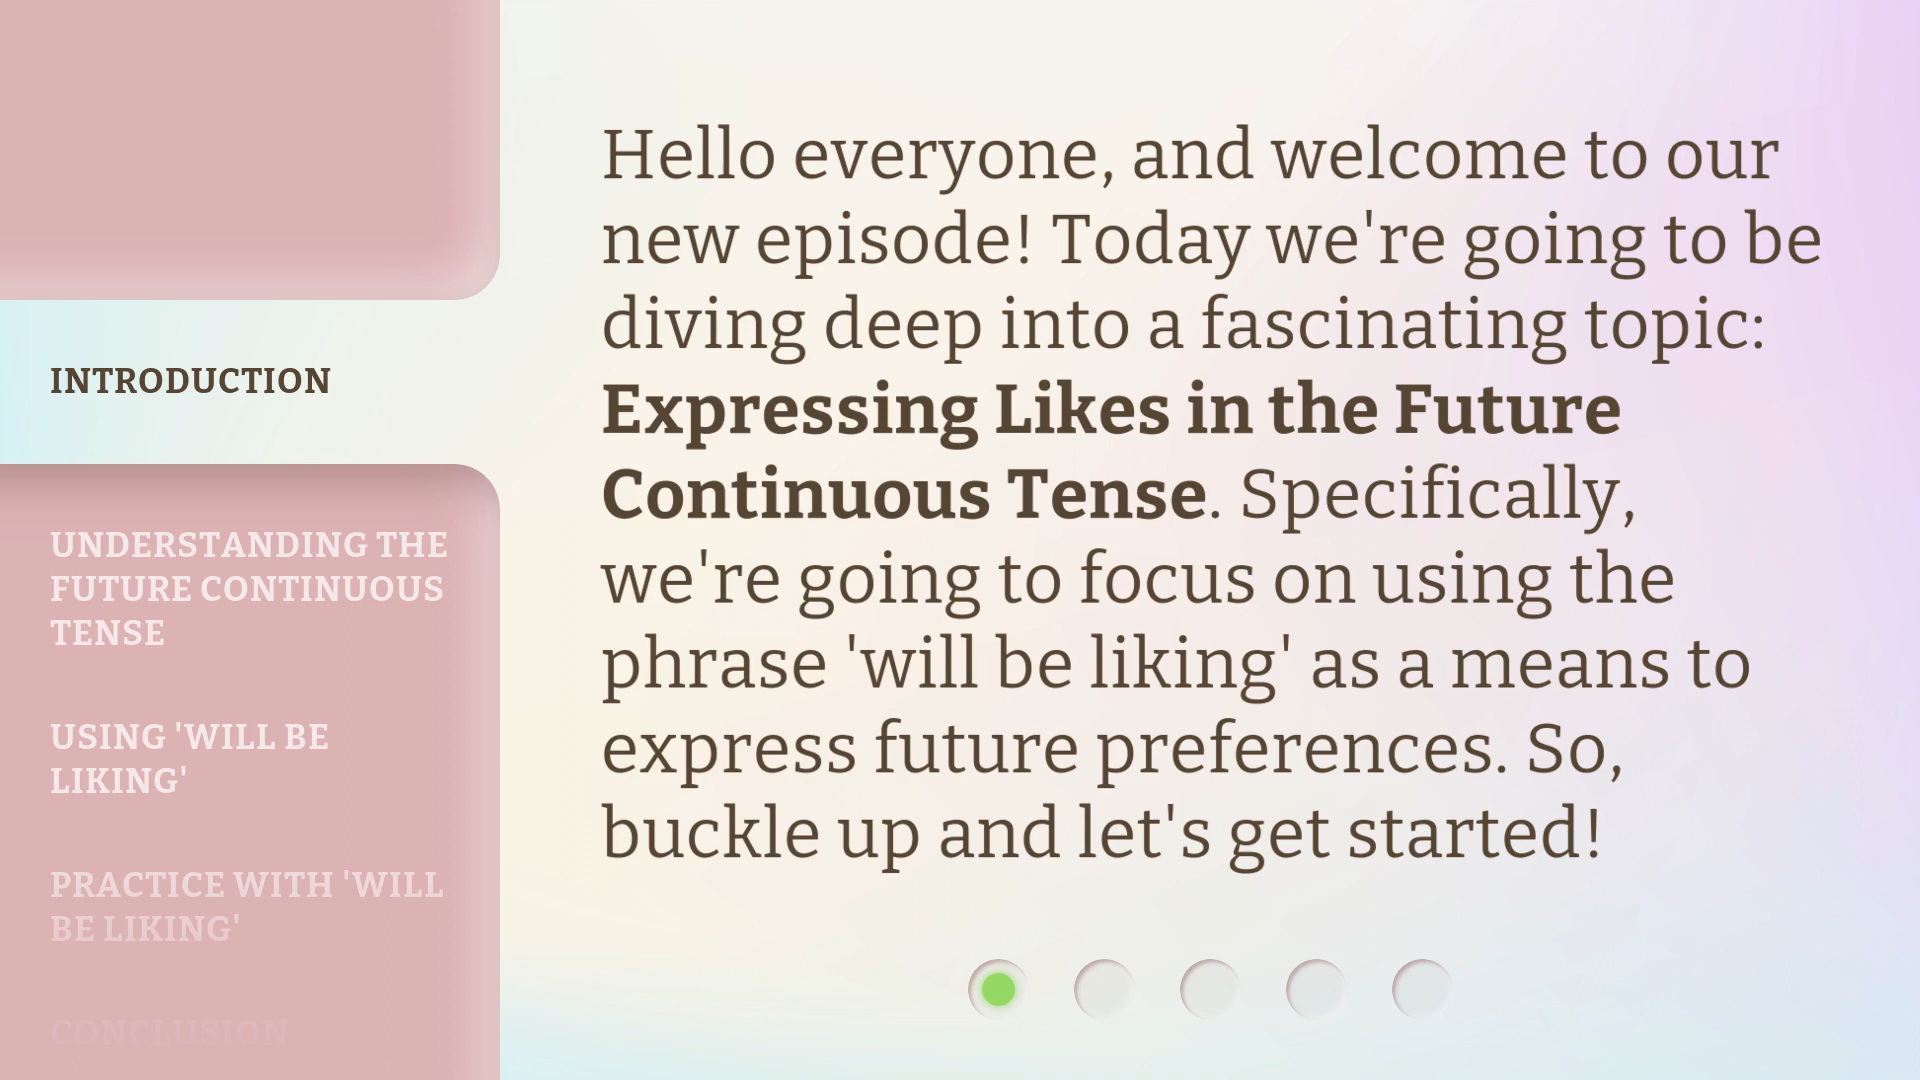 INTRODUCTION
UNDERSTANDING THE
FUTURE CONTINUOUS
TENSE
USING 'WILL BE
LIKING'
PRACTICE WITH 'WILL
BE LIKING'
CONCLUSION
Hello everyone, and welcome to our
new episode! Today we're going to be
diving deep into a fascinating topic:
Expressing Likes in the Future
Continuous Tense. Specifically,
we're going to focus on using the
phrase 'will be liking' as a means to
express future preferences. So,
buckle up and let's get started!